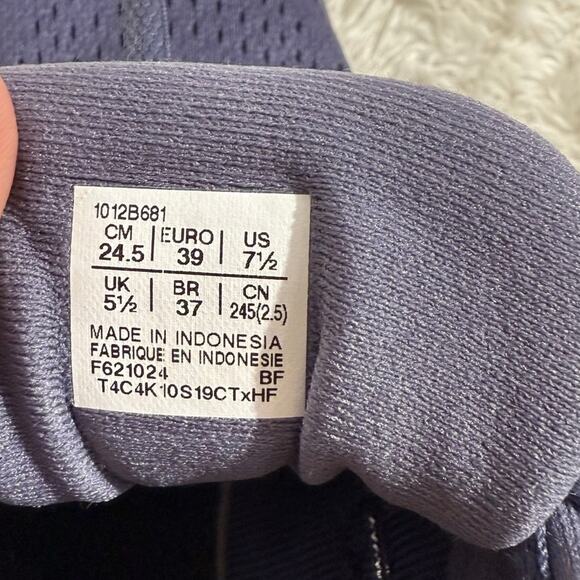 1012B681
CM | EURO | US
24.5 | 39 | 7½
UK | BR | CN
5½ | 37 | 245(2.5)
MADE IN INDONESIA
FABRIQUE EN INDONESIE
F621024 BF
T4C4K10S19CTxHF